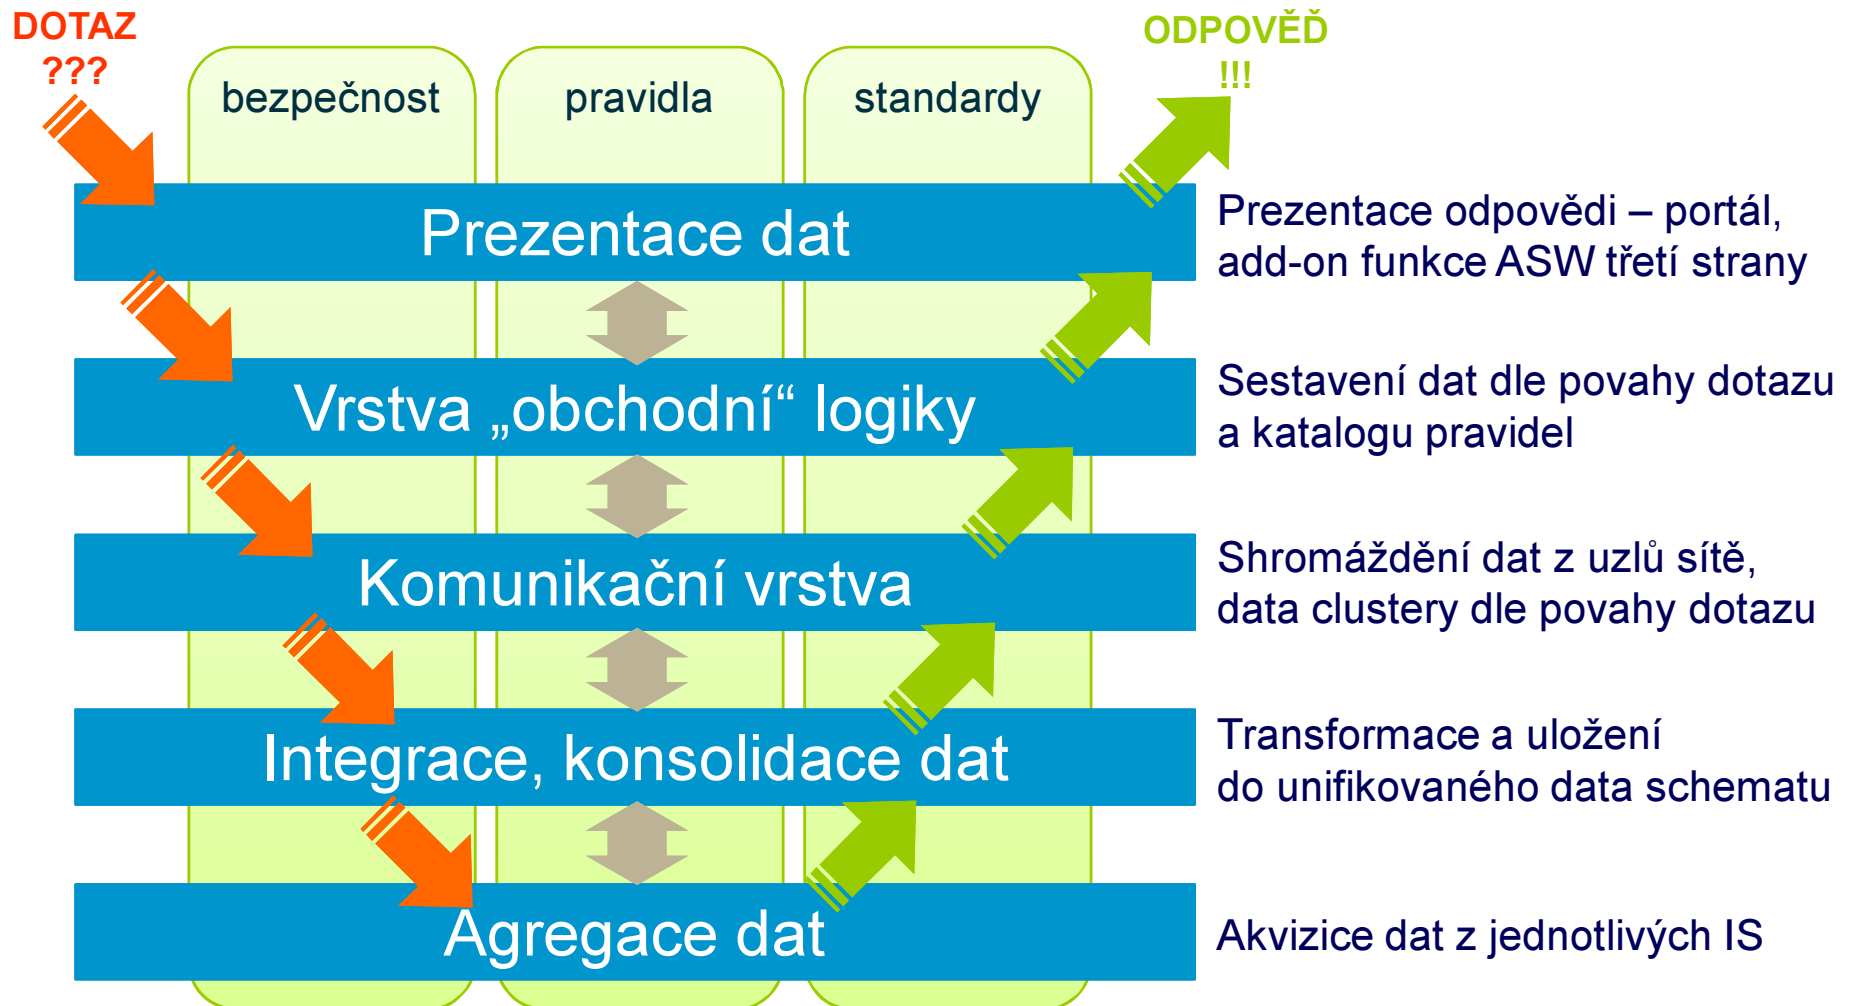 DOTAZ
???
ODPOVĚĎ
!!!
bezpečnost
pravidla
standardy
Prezentace dat
Prezentace odpovědi – portál,
add-on funkce ASW třetí strany
Vrstva „obchodní“ logiky
Sestavení dat dle povahy dotazu
a katalogu pravidel
Komunikační vrstva
Shromáždění dat z uzlů sítě,
data clustery dle povahy dotazu
Integrace, konsolidace dat
Transformace a uložení
do unifikovaného data schematu
Agregace dat
Akvizice dat z jednotlivých IS